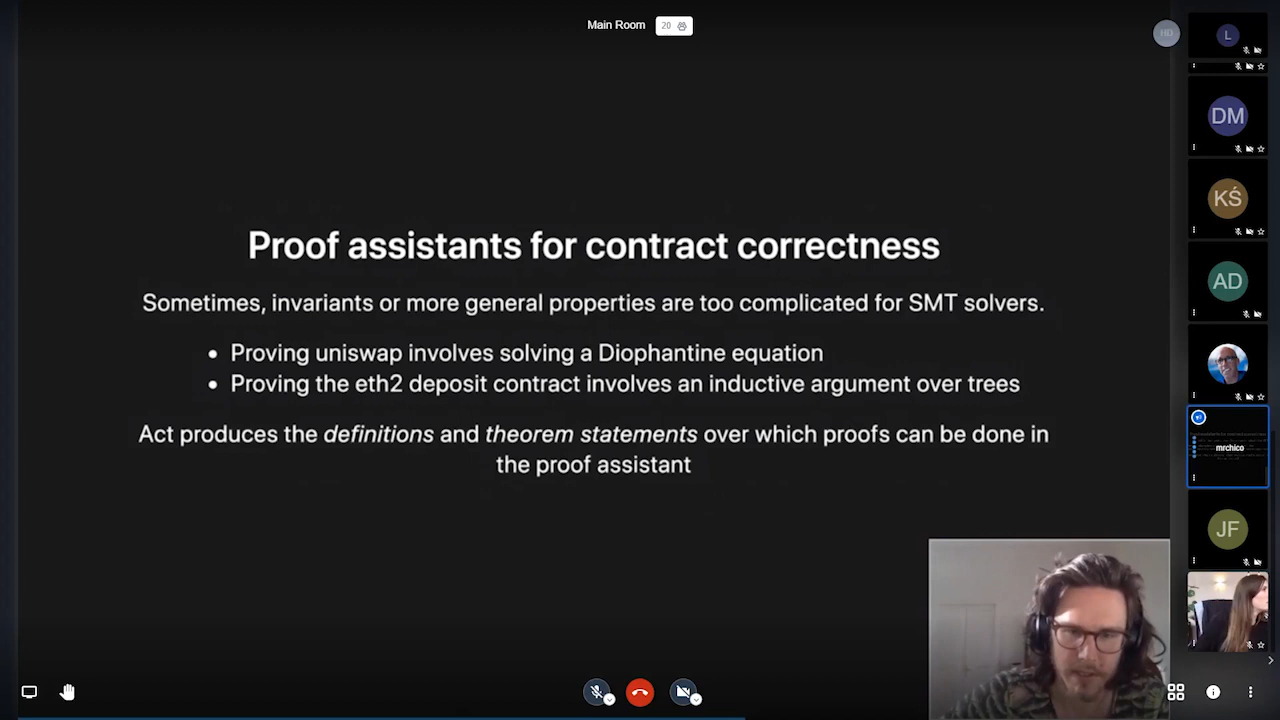 Main Room 20
HD
L
DM
KŚ
AD
Proof assistants for contract correctness
Sometimes, invariants or more general properties are too complicated for SMT solvers.
Proving uniswap involves solving a Diophantine equation
Proving the eth2 deposit contract involves an inductive argument over trees
Act produces the definitions and theorem statements over which proofs can be done in
the proof assistant
mrchico
JF